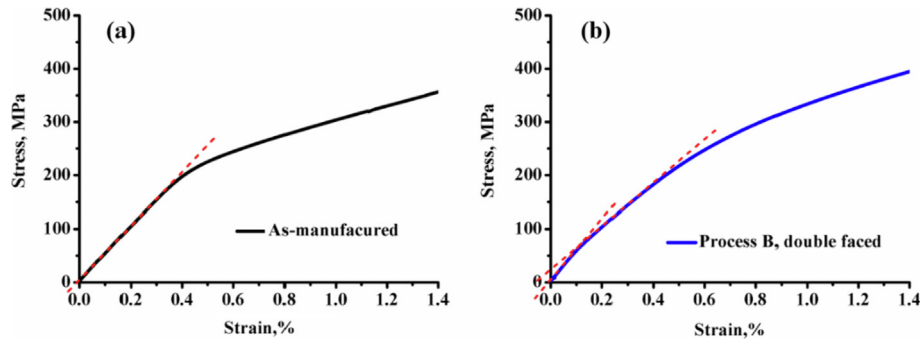 (a)
Stress, MPa
500
400
300
200
100
0
As-manufacured
0.0 0.2 0.4 0.6 0.8 1.0 1.2 1.4
Strain,%
(b)
Stress, MPa
500
400
300
200
100
0
Process B, double faced
0.0 0.2 0.4 0.6 0.8 1.0 1.2 1.4
Strain,%